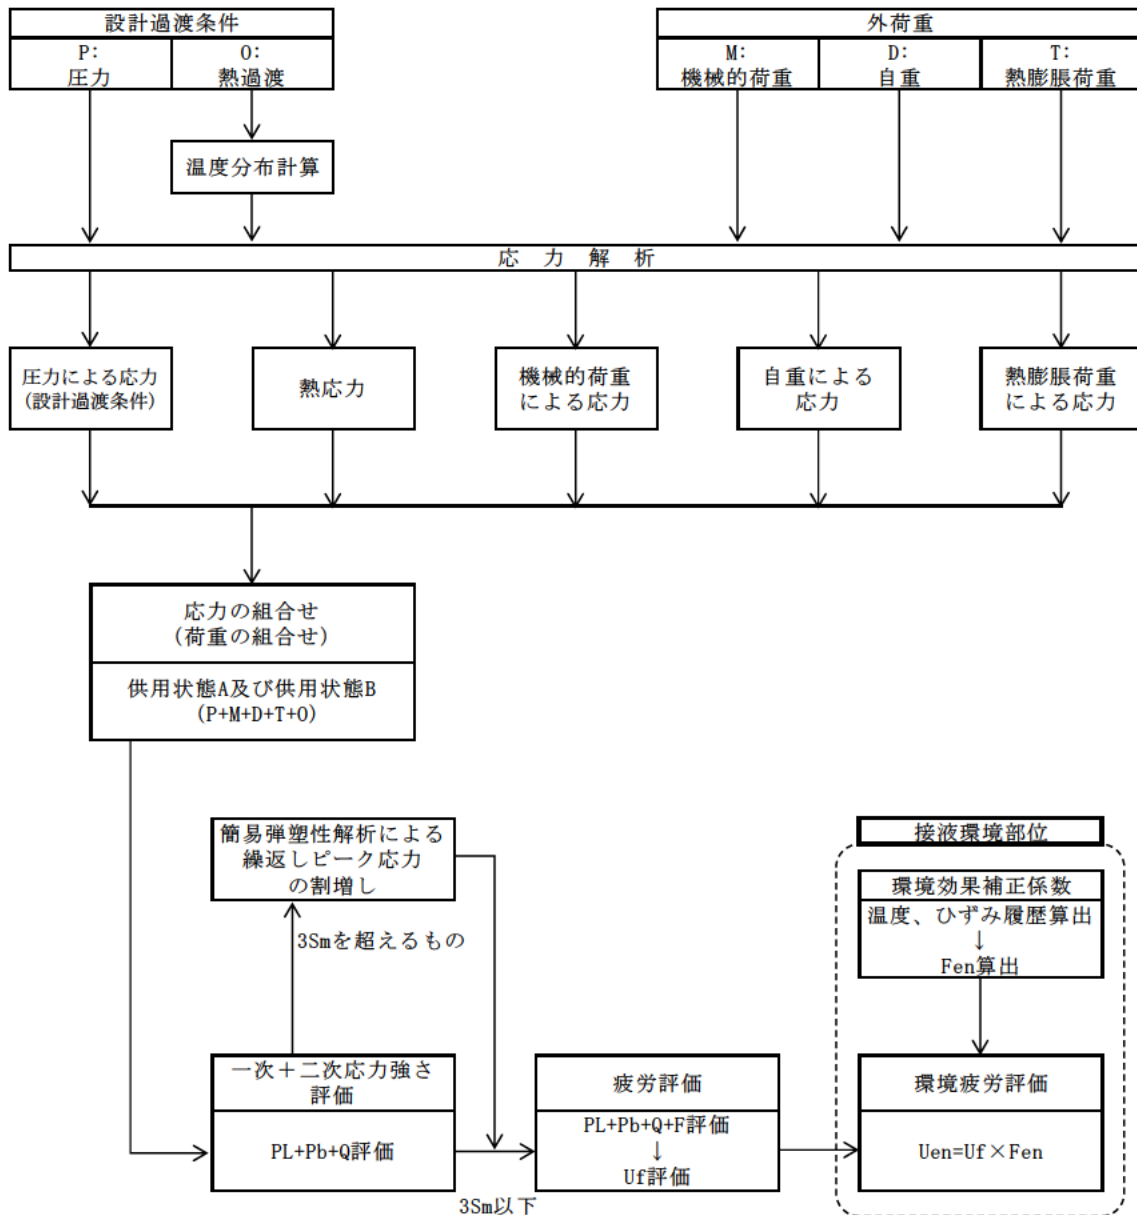 設計過渡条件
P:
圧力
O:
熱過渡
外荷重
M:
機械的荷重
D:
自重
T:
熱膨脹荷重
温度分布計算
応 力 解 析
圧力による応力
(設計過渡条件)
熱応力
機械的荷重
による応力
自重による
応力
熱膨脹荷重
による応力
応力の組合せ
(荷重の組合せ)
供用状態A及び供用状態B
(P+M+D+T+O)
簡易弾塑性解析による
繰返しピーク応力
の割増し
3Smを超えるもの
接液環境部位
環境効果補正係数
温度、ひずみ履歴算出
↓
Fen算出
一次＋二次応力強さ
評価
PL+Pb+Q評価
3Sm以下
疲労評価
PL+Pb+Q+F評価
↓
Uf評価
環境疲労評価
Uen=Uf×Fen